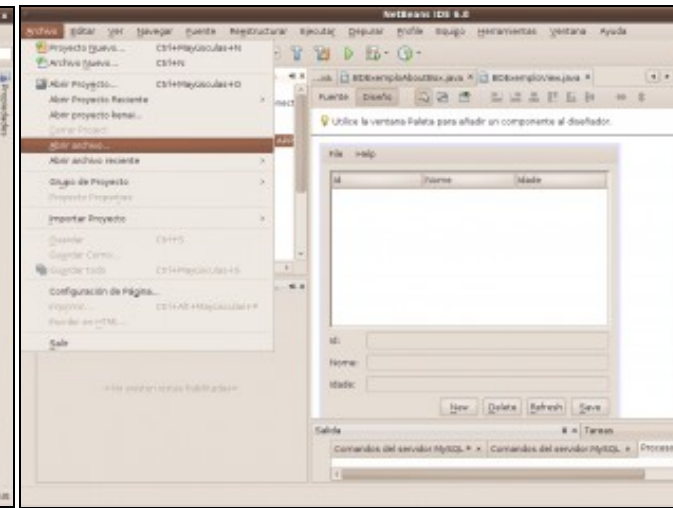 NetBeans IDE 6.8
Archivo Editar Ver Navegar Fuente Reestructurar Ejecutar Depurar Profile Equipo Herramientas Ventana Ayuda
Proyecto Nuevo... Ctrl+Mayúsculas+N
Archivo Nuevo... Ctrl+N
Abrir Proyecto... Ctrl+Mayúsculas+O
Abrir Proyecto Reciente
Abrir proyecto kenai...
Cerrar Project
Abrir archivo...
Abrir archivo reciente
Grupo de Proyecto
Importar Proyecto
Guardar Ctrl+S
Guardar Como...
Guardar todo Ctrl+Mayúsculas+S
Configuración de Página...
Imprimir... Ctrl+Alt+Mayúsculas+P
Salir
BDExemploAboutBox.java
BDExemploView.java
Fuente Diseño
Utilice la ventana Paleta para añadir un componente al diseñador.
File Help
Id Nome Idade
Id:
Nome:
Idade:
New Delete Refresh Save
Salida
Tareas
Comandos del servidor MySQL Comandos del servidor MySQL
Propiedades